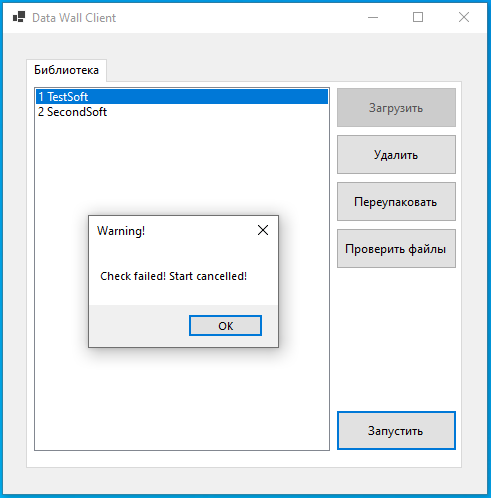 Data Wall Client
Библиотека
1 TestSoft
2 SecondSoft
Загрузить
Удалить
Переупаковать
Проверить файлы
Warning!
Check failed! Start cancelled!
OK
Запустить